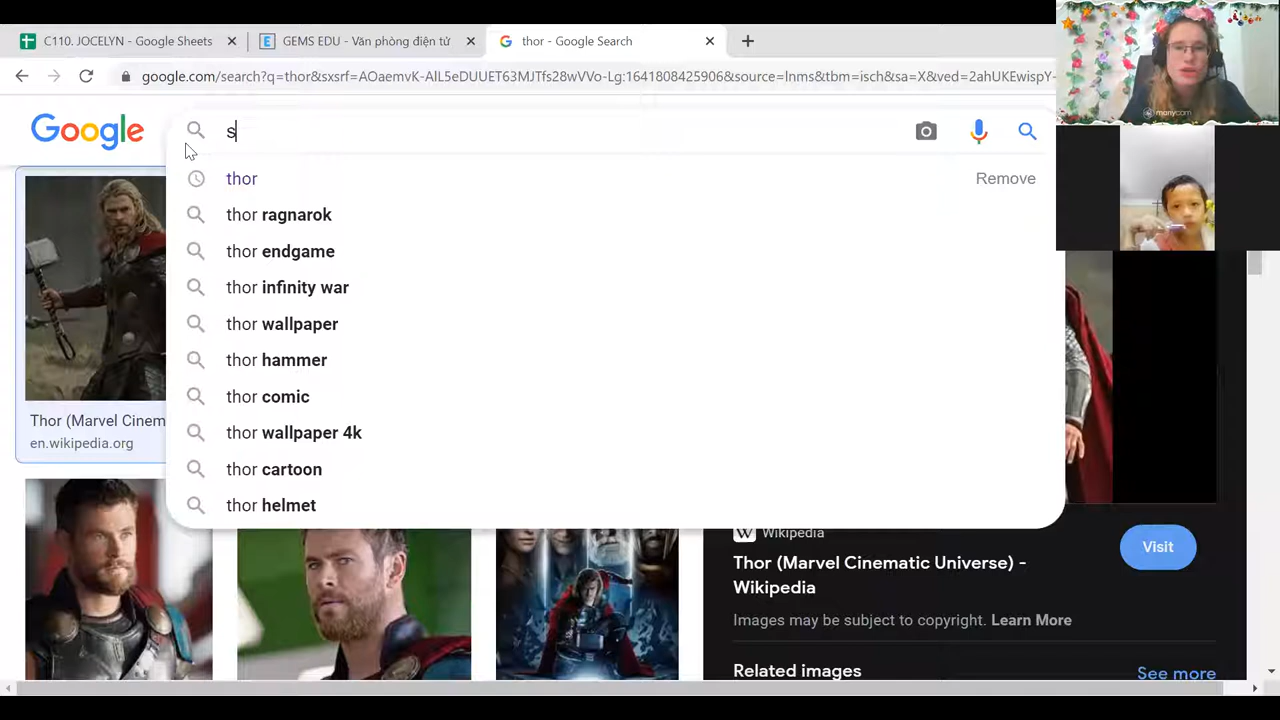 C110. JOCELYN - Google Sheets
GEMS EDU - Văn phòng điện tử
thor - Google Search
google.com/search?q=thor&sxsrf=AOaemvK-AIL5eDUUET63MJTfs28wVVo-Lg:1641808425906&source=lnms&tbm=isch&sa=X&ved=2ahUKEwispY-
manycam
Google
s
thor
Remove
thor ragnarok
thor endgame
thor infinity war
thor wallpaper
thor hammer
thor comic
thor wallpaper 4k
thor cartoon
thor helmet
Thor (Marvel Cinem
en.wikipedia.org
W Wikipedia
Thor (Marvel Cinematic Universe) -
Wikipedia
Visit
Images may be subject to copyright. Learn More
Related images
See more